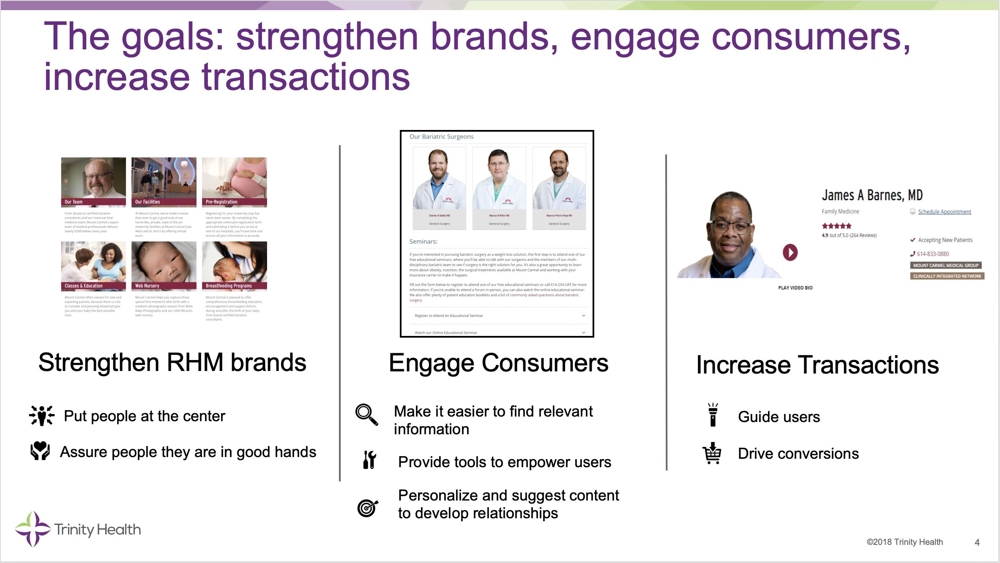 The goals: strengthen brands, engage consumers,
increase transactions
Our Team
Our Facilities
Pre-Registration
From doulas to certified lactation
consultants and our maternal fetal
medicine team, Mount Carmel's expert
team of medical professionals delivers
nearly 9,000 babies every year.
At Mount Carmel, we've made it easier
than ever to get a good look at our
home-like, private, state-of-the art
maternity facilities at Mount Carmel East,
West and St. Ann's by offering virtual
tours.
Registering for your maternity stay has
never been easier. By completing the
appropriate online pre-registration form
and submitting it before you arrive at
one of our hospitals, you'll save time and
ensure all your information is accurate.
Classes & Education
Web Nursery
Breastfeeding Programs
Mount Carmel offers classes for new and
expecting parents, because there is a lot
to consider and planning ahead will give
you and your baby the best possible
start.
Mount Carmel helps you capture those
special first moments after birth with a
newborn photography session from Bella
Baby Photography and our Little Miracles
web nursery.
Mount Carmel is pleased to offer
comprehensive breastfeeding education,
encouragement and support before,
during and after the birth of your baby
from board-certified lactation
consultants.
Strengthen RHM brands
Put people at the center
Assure people they are in good hands
Our Bariatric Surgeons
MOUNT CARMEL
MOUNT CARMEL
MOUNT CARMEL
Charles H Dabbs MD
General Surgery
Marcus R Miller MD
General Surgery
Maurice-Pierre Page MD
General Surgery
Seminars:
If you're interested in pursuing bariatric surgery as a weight loss solution, the first step is to attend one of our
free educational seminars, where you'll be able to talk with our surgeons and the members of our multi-
disciplinary bariatric team to see if surgery is the right solution for you. It's also a great opportunity to learn
more about obesity, nutrition, the surgical treatments available at Mount Carmel and working with your
insurance carrier to make it happen.
Fill out the form below to register to attend one of our free educational seminars or call 614-234-LIFE for more
information. If you're unable to attend a forum in person, you can also watch the online educational seminar.
We also offer plenty of patient education booklets and a list of commonly asked questions about bariatric
surgery.
Register to Attend An Educational Seminar
Watch our Online Educational Seminar
Engage Consumers
Make it easier to find relevant
information
Provide tools to empower users
Personalize and suggest content
to develop relationships
James A Barnes, MD
Family Medicine
Schedule Appointment
4.9 out of 5.0 (264 Reviews)
Accepting New Patients
614-833-0880
MOUNT CARMEL MEDICAL GROUP
CLINICALLY INTEGRATED NETWORK
PLAY VIDEO BIO
Increase Transactions
Guide users
Drive conversions
Trinity Health
©2018 Trinity Health
4